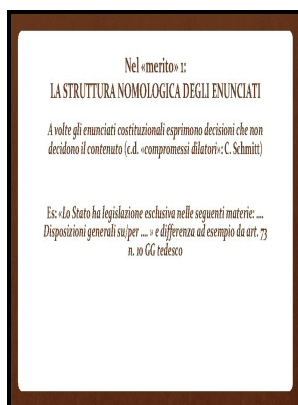 Nel «merito» 1:
LA STRUTTURA NOMOLOGICA DEGLI ENUNCIATI
A volte gli enunciati costituzionali esprimono decisioni che non
decidono il contenuto (c.d. «compromessi dilatori»: C. Schmitt)
Es: «Lo Stato ha legislazione esclusiva nelle seguenti materie: ....
Disposizioni generali su/per .... » e differenza ad esempio da art. 73
n. 10 GG tedesco